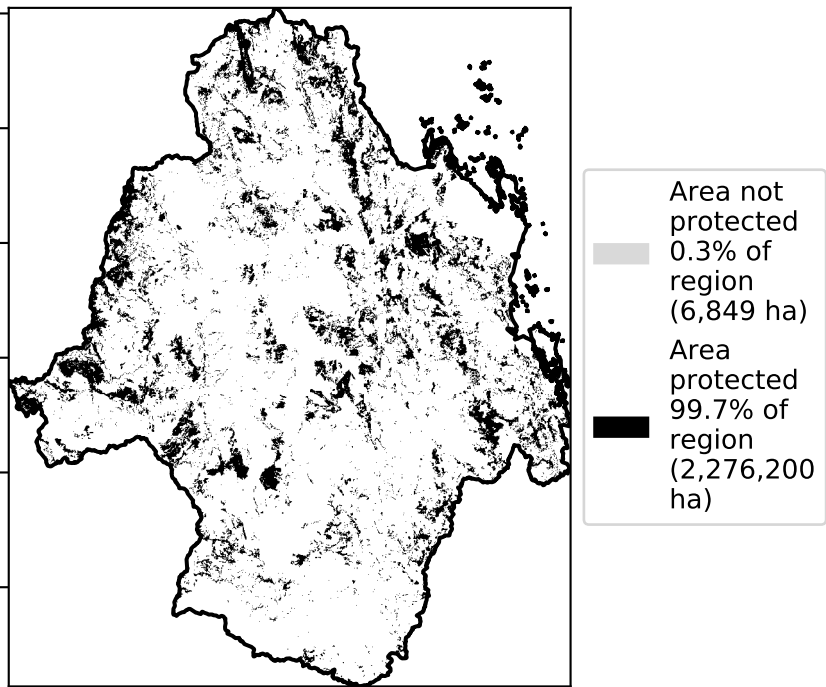 Area not
protected
0.3% of
region
(6,849 ha)
Area
protected
99.7% of
region
(2,276,200
ha)